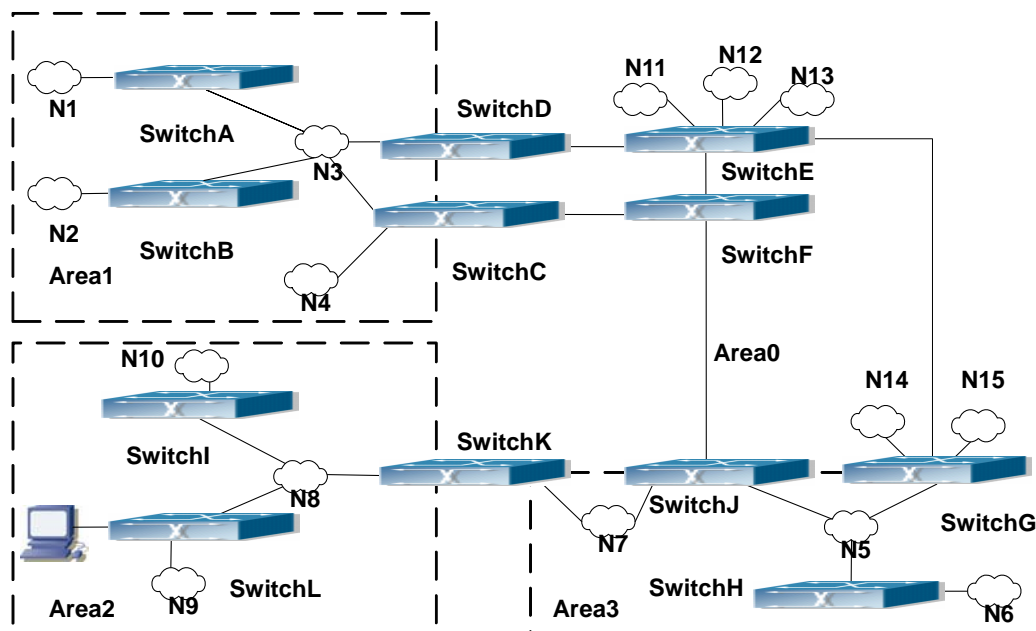 N11
N12
N13
N1
SwitchD
SwitchA
N3
SwitchE
N2
SwitchB
SwitchF
Area1
N4
SwitchC
Area0
N10
N14
N15
SwitchK
SwitchI
N8
SwitchJ
SwitchG
N7
N5
SwitchL
SwitchH
Area2
N9
Area3
N6